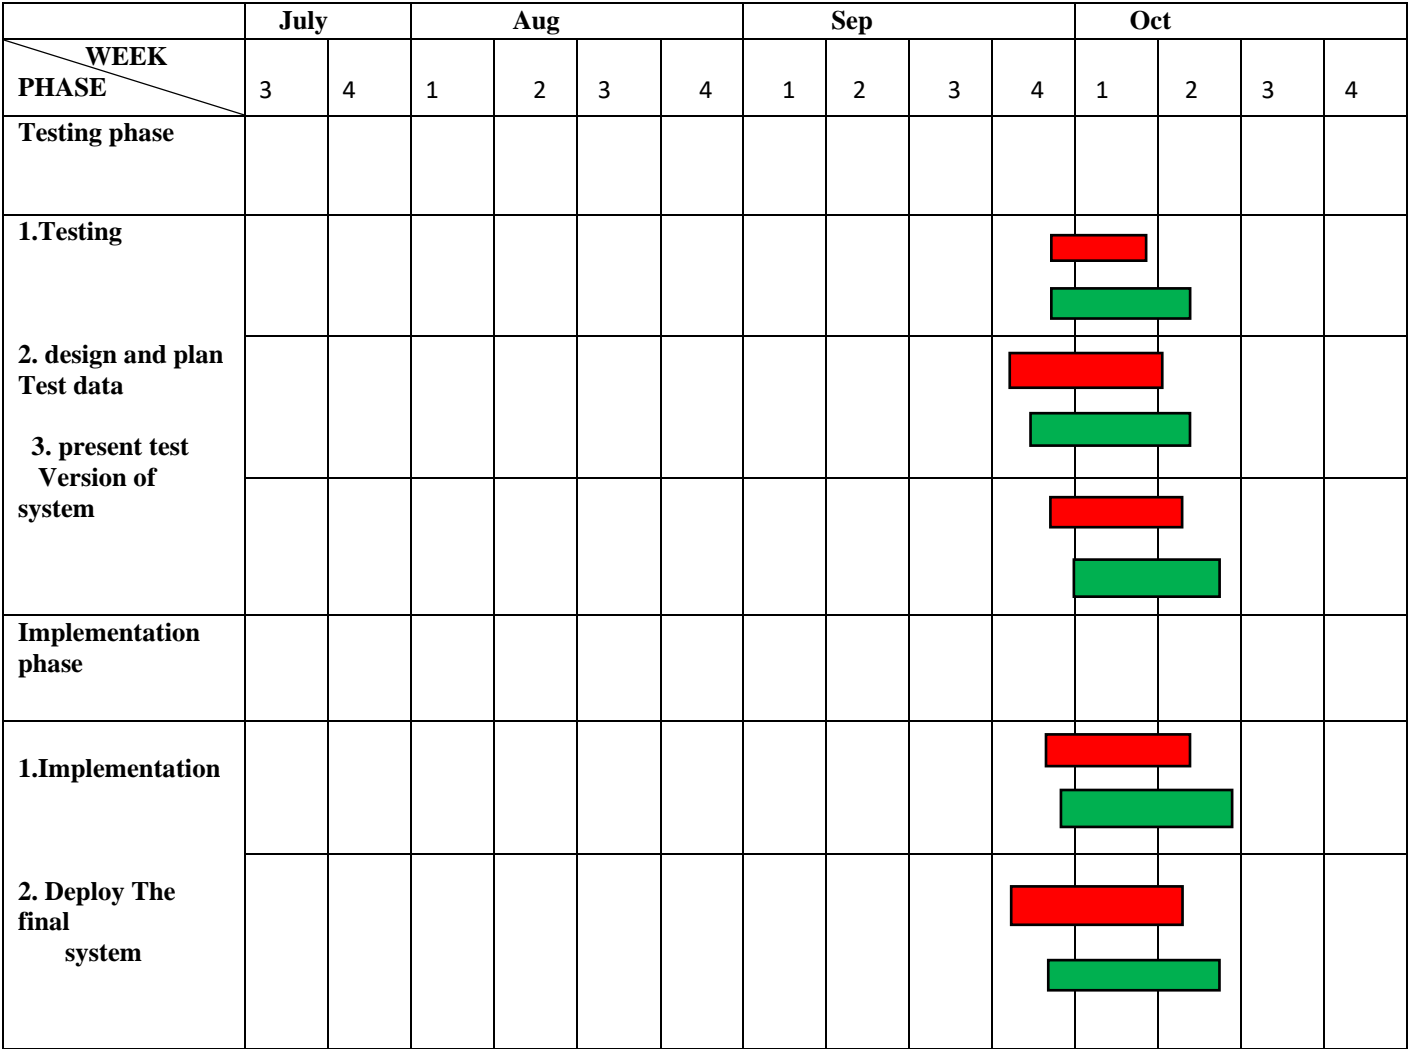 July Aug Sep Oct
WEEK
PHASE
3 4 1 2 3 4 1 2 3 4 1 2 3 4
Testing phase
1.Testing
2. design and plan
Test data
3. present test
Version of
system
Implementation
phase
1.Implementation
2. Deploy The
final
system